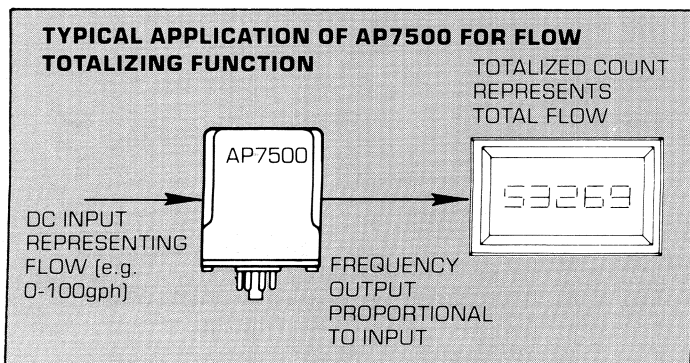 TYPICAL APPLICATION OF AP7500 FOR FLOW
TOTALIZING FUNCTION
TOTALIZED COUNT
REPRESENTS
TOTAL FLOW
AP7500
53269
DC INPUT
REPRESENTING
FLOW (e.g.
0-100gph)
FREQUENCY
OUTPUT
PROPORTIONAL
TO INPUT